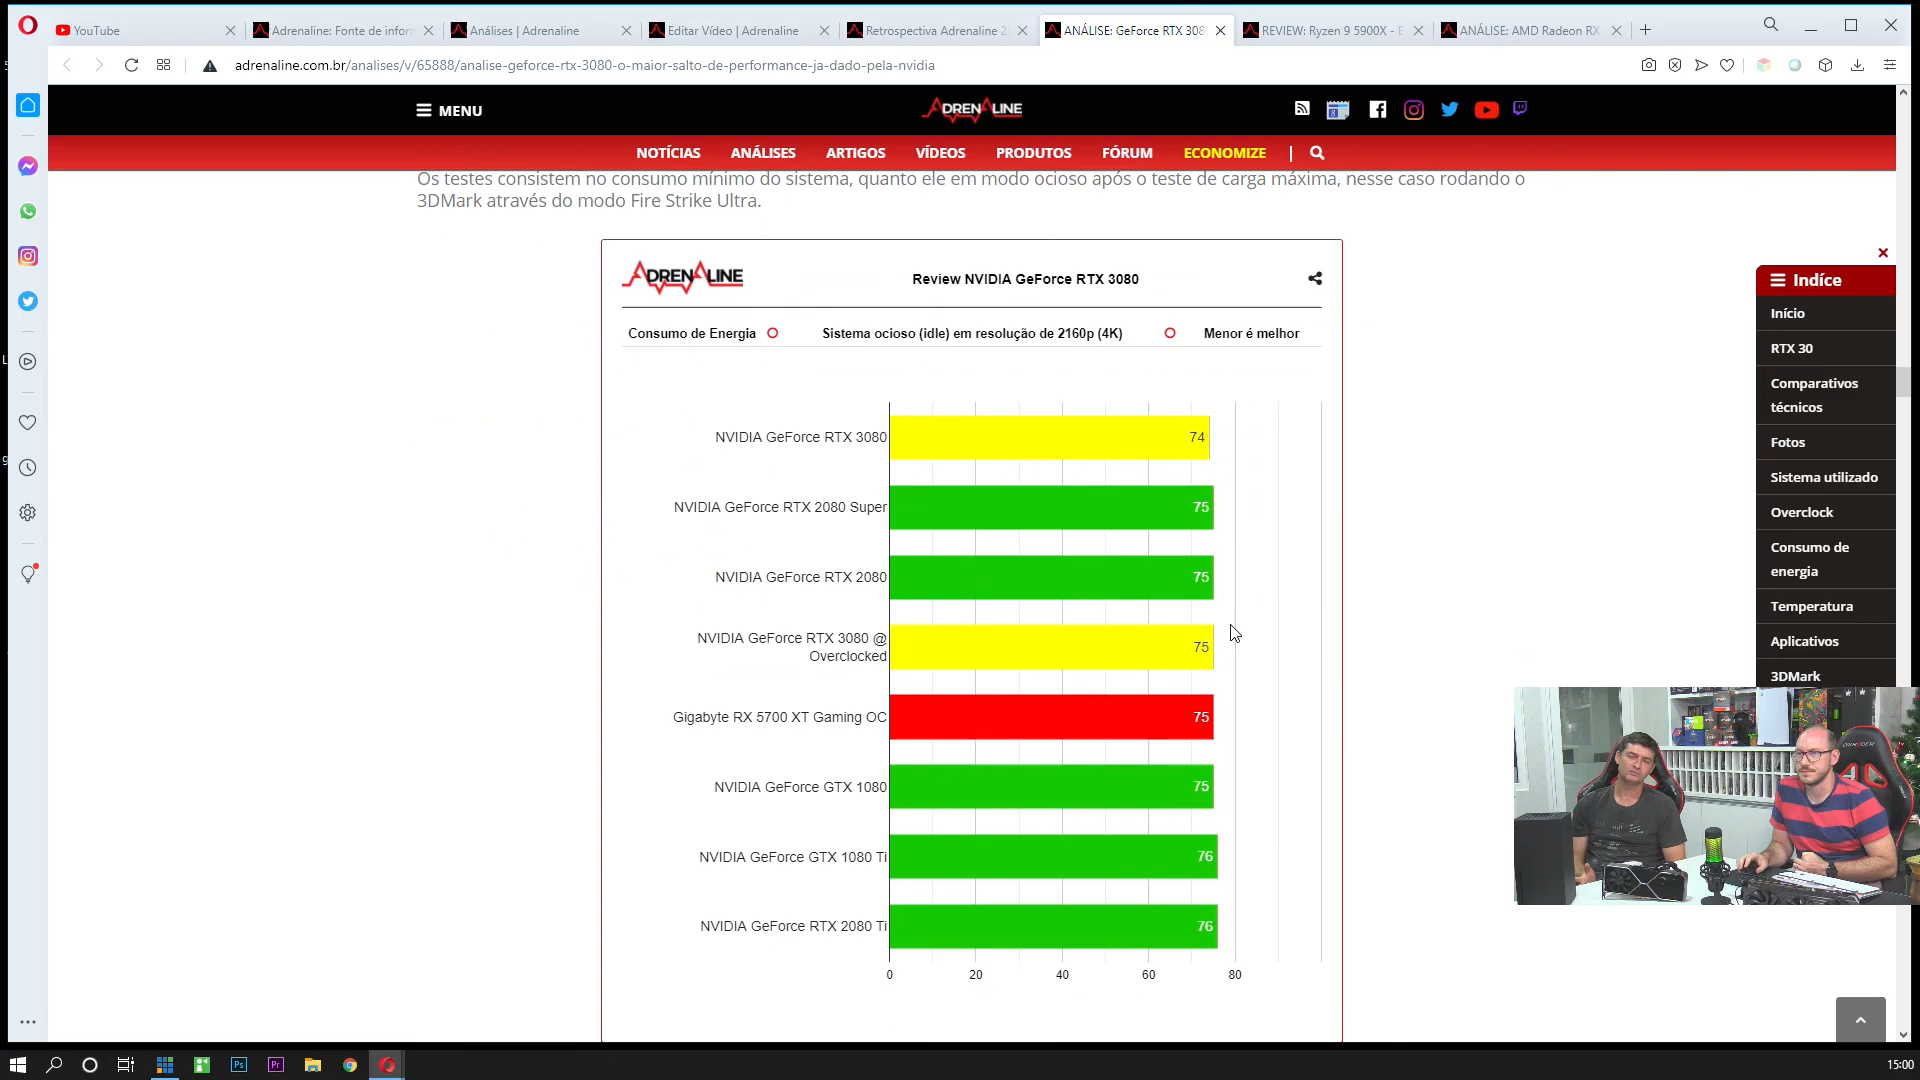 YouTube
Adrenaline: Fonte de inforr
Análises | Adrenaline
Editar Vídeo | Adrenaline
Retrospectiva Adrenaline 2
ANÁLISE: GeForce RTX 308
REVIEW: Ryzen 9 5900X - E
ANÁLISE: AMD Radeon RX
adrenaline.com.br/analises/v/65888/analise-geforce-rtx-3080-o-maior-salto-de-performance-ja-dado-pela-nvidia
MENU
ADRENALINE
NOTÍCIAS
ANÁLISES
ARTIGOS
VÍDEOS
PRODUTOS
FÓRUM
ECONOMIZE
Os testes consistem no consumo mínimo do sistema, quanto ele em modo ocioso após o teste de carga máxima, nesse caso rodando o
3DMark através do modo Fire Strike Ultra.
ADRENALINE
Review NVIDIA GeForce RTX 3080
Consumo de Energia
Sistema ocioso (idle) em resolução de 2160p (4K)
Menor é melhor
NVIDIA GeForce RTX 3080
74
NVIDIA GeForce RTX 2080 Super
75
NVIDIA GeForce RTX 2080
75
NVIDIA GeForce RTX 3080 @
Overclocked
75
Gigabyte RX 5700 XT Gaming OC
75
NVIDIA GeForce GTX 1080
75
NVIDIA GeForce GTX 1080 Ti
76
NVIDIA GeForce RTX 2080 Ti
76
0
20
40
60
80
Indíce
Início
RTX 30
Comparativos
técnicos
Fotos
Sistema utilizado
Overclock
Consumo de
energia
Temperatura
Aplicativos
3DMark
Ps
Pr
15:00